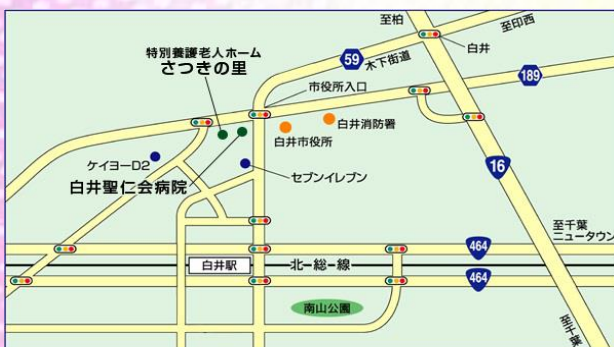 至柏
至印西
白井
特別養護老人ホーム
さつきの里
59
木下街道
市役所入口
189
白井消防署
白井市役所
ケイヨーD2
白井聖仁会病院
セブンイレブン
16
至千葉
ニュータウン
464
白井駅
北総線
464
南山公園
至千葉